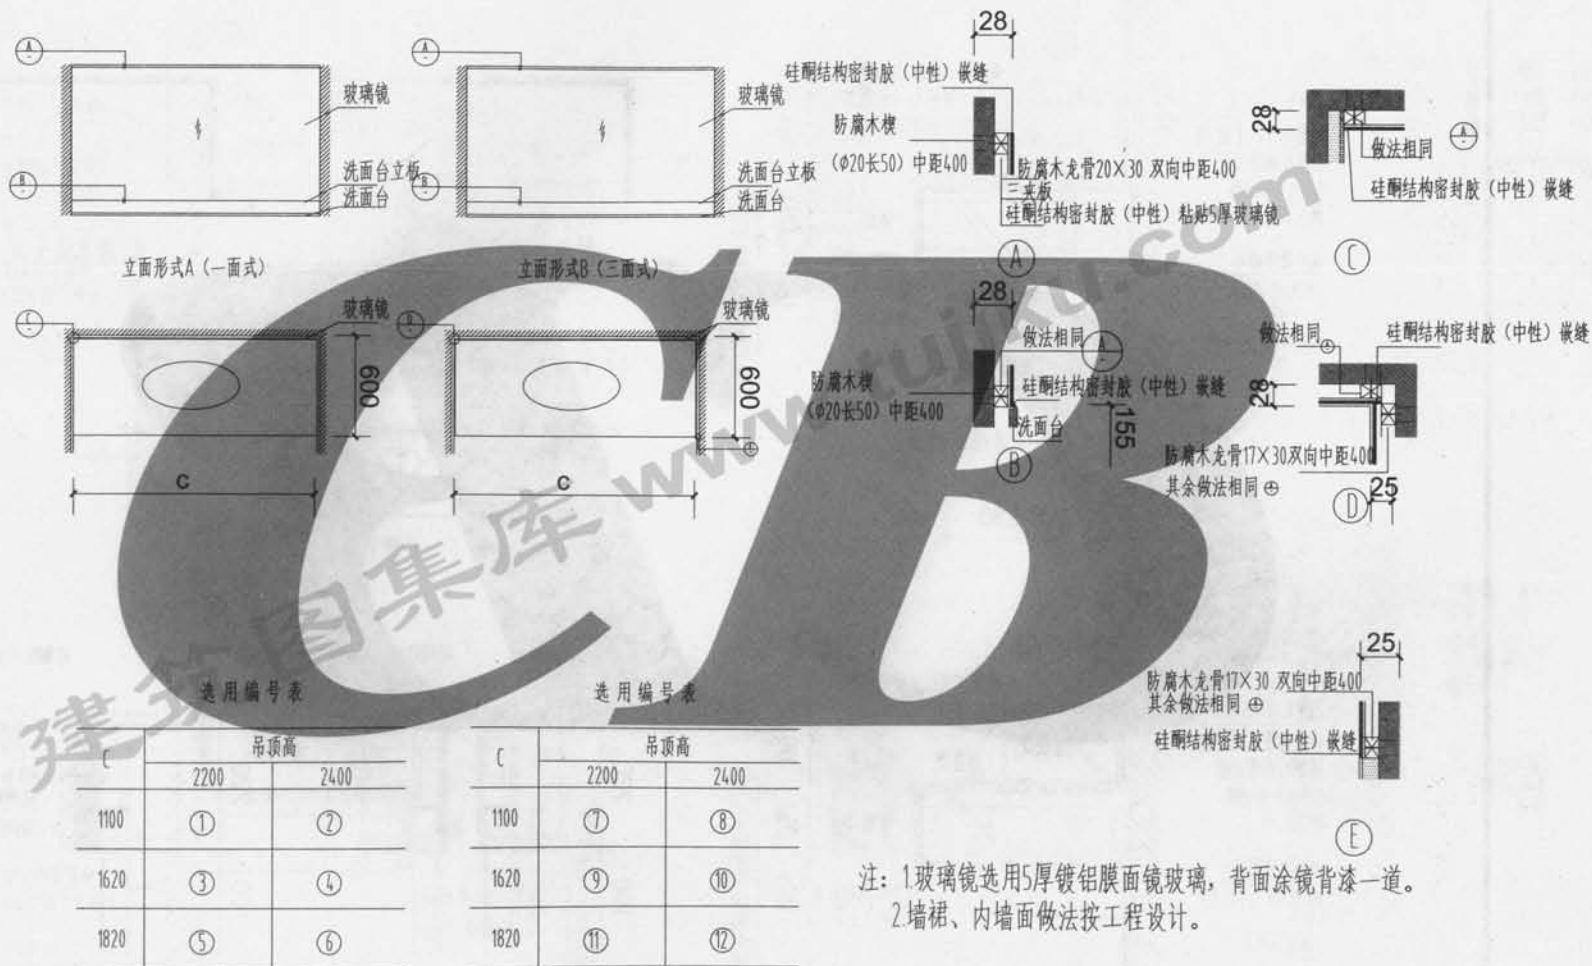 A
B
玻璃镜
洗面台立板
洗面台
立面形式A（一面式）
A
B
玻璃镜
洗面台立板
洗面台
立面形式B（三面式）
C
玻璃镜
600
C
玻璃镜
600
C
28
硅酮结构密封胶（中性）嵌缝
防腐木楔
（Φ20长50）中距400
防腐木龙骨20×30 双向中距400
三夹板
硅酮结构密封胶（中性）粘贴5厚玻璃镜
A
28
做法相同
A
硅酮结构密封胶（中性）嵌缝
C
28
做法相同
A
防腐木楔
（Φ20长50）中距400
硅酮结构密封胶（中性）嵌缝
洗面台
155
B
做法相同
硅酮结构密封胶（中性）嵌缝
28
防腐木龙骨17×30双向中距400
其余做法相同
25
D
25
防腐木龙骨17×30 双向中距400
其余做法相同
硅酮结构密封胶（中性）嵌缝
E
选用编号表
C 吊顶高
2200 2400
1100 ① ②
1620 ③ ④
1820 ⑤ ⑥
选用编号表
C 吊顶高
2200 2400
1100 ⑦ ⑧
1620 ⑨ ⑩
1820 ⑪ ⑫
注：1.玻璃镜选用5厚镀铝膜面镜玻璃，背面涂镜背漆一道。
2.墙裙、内墙面做法按工程设计。
CB
建筑图集库 www.tujiku.com